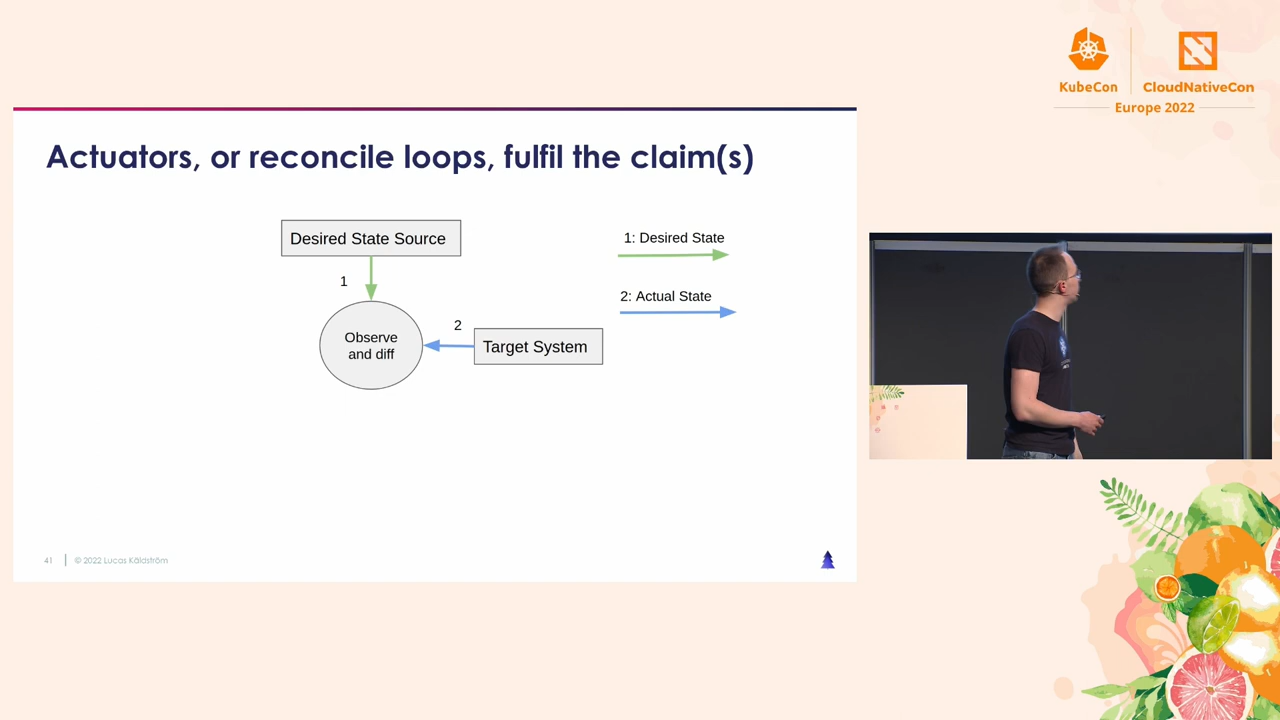 KubeCon
CloudNativeCon
Europe 2022
Actuators, or reconcile loops, fulfil the claim(s)
Desired State Source
1: Desired State
1
2: Actual State
Observe
and diff
2
Target System
41
© 2022 Lucas Käldström